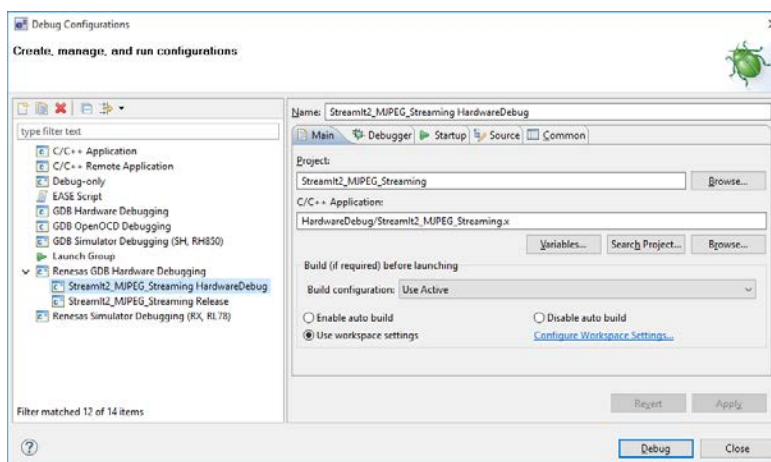 Debug Configurations
Create, manage, and run configurations
type filter text
C/C++ Application
C/C++ Remote Application
Debug-only
EASE Script
GDB Hardware Debugging
GDB OpenOCD Debugging
GDB Simulator Debugging (SH, RH850)
Launch Group
Renesas GDB Hardware Debugging
StreamIt2_MJPEG_Streaming HardwareDebug
StreamIt2_MJPEG_Streaming Release
Renesas Simulator Debugging (RX, RL78)
Filter matched 12 of 14 items
Name: StreamIt2_MJPEG_Streaming HardwareDebug
Main Debugger Startup Source Common
Project:
StreamIt2_MJPEG_Streaming Browse...
C/C++ Application:
HardwareDebug/StreamIt2_MJPEG_Streaming.x
Variables... Search Project... Browse...
Build (if required) before launching
Build configuration: Use Active
Enable auto build Disable auto build
Use workspace settings Configure Workspace Settings...
Revert Apply
? Debug Close